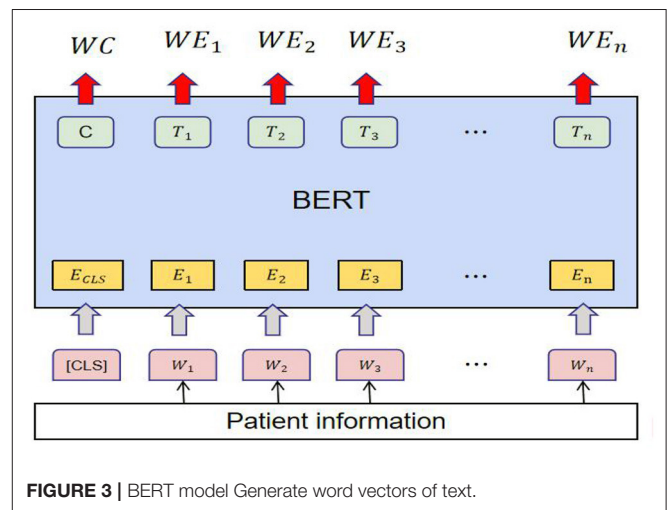 WC WE₁ WE₂ WE₃ WEₙ
C T₁ T₂ T₃ ... Tₙ
BERT
E_CLS E₁ E₂ E₃ ... Eₙ
[CLS] W₁ W₂ W₃ ... Wₙ
Patient information
FIGURE 3 | BERT model Generate word vectors of text.